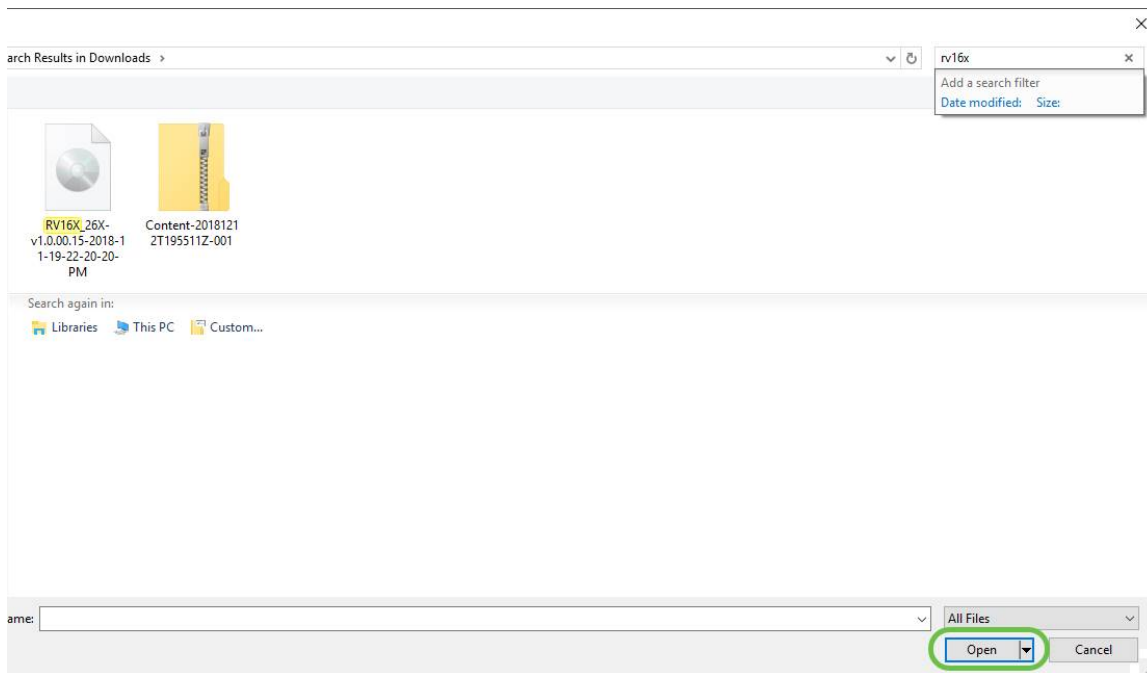 arch Results in Downloads >
rv16x
Add a search filter
Date modified: Size:
RV16X_26X-
v1.0.00.15-2018-1
1-19-22-20-20-
PM
Content-2018121
2T195511Z-001
Search again in:
Libraries This PC Custom...
ame:
All Files
Open Cancel